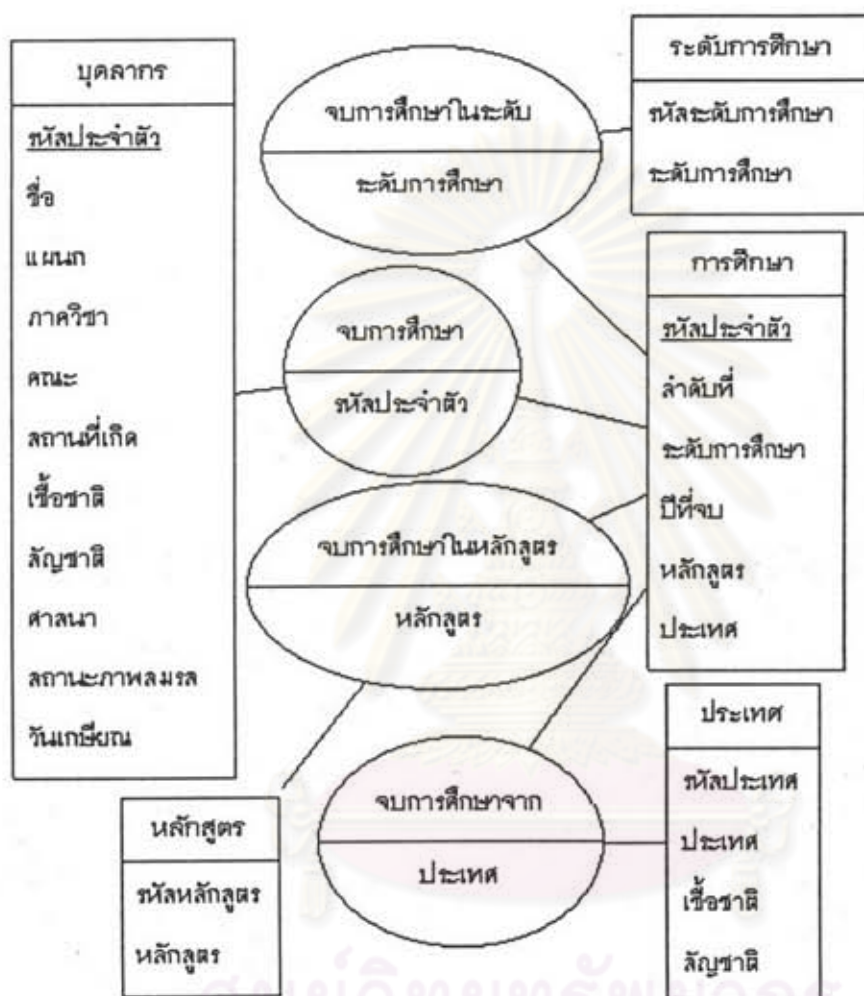 บุคลากร
รหัสประจำตัว
ชื่อ
แผนก
ภาควิชา
คณะ
สถานที่เกิด
เชื้อชาติ
สัญชาติ
ศาสนา
สถานะภาพสมรส
วันเกษียณ
จบการศึกษาในระดับ
ระดับการศึกษา
ระดับการศึกษา
รหัสระดับการศึกษา
ระดับการศึกษา
จบการศึกษา
รหัสประจำตัว
การศึกษา
รหัสประจำตัว
ลำดับที่
ระดับการศึกษา
ปีที่จบ
หลักสูตร
ประเทศ
จบการศึกษาในหลักสูตร
หลักสูตร
หลักสูตร
รหัสหลักสูตร
หลักสูตร
จบการศึกษาจาก
ประเทศ
ประเทศ
รหัสประเทศ
ประเทศ
เชื้อชาติ
สัญชาติ